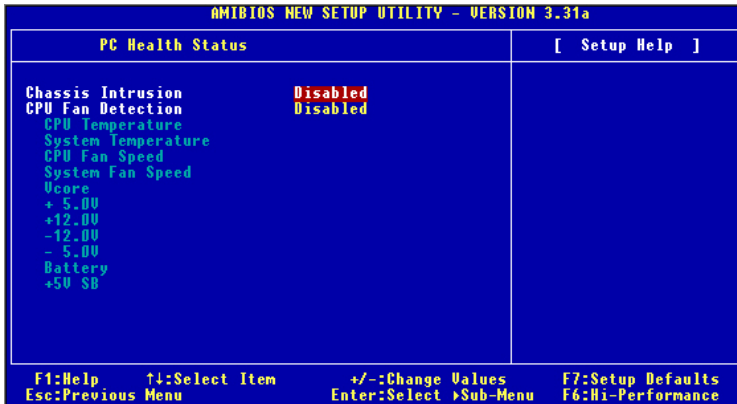 AMIBIOS NEW SETUP UTILITY - VERSION 3.31a
PC Health Status
[ Setup Help ]
Chassis Intrusion Disabled
CPU Fan Detection Disabled
CPU Temperature
System Temperature
CPU Fan Speed
System Fan Speed
Vcore
+ 5.0V
+12.0V
-12.0V
- 5.0V
Battery
+5V SB
F1:Help ↑↓:Select Item +/-:Change Values F7:Setup Defaults
Esc:Previous Menu Enter:Select ▸Sub-Menu F6:Hi-Performance